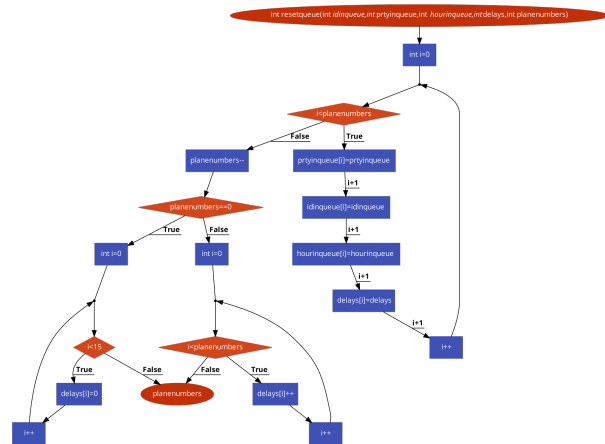 int resetqueue(int idinqueue,int prtyinqueue,int hourinqueue,int delays,int planenumbers)
int i=0
i<planenumbers
False
True
planenumbers--
prtyinqueue[i]=prtyinqueue
i+1
planenumbers==0
idinqueue[i]=idinqueue
True
False
i+1
int i=0
int i=0
hourinqueue[i]=hourinqueue
i+1
delays[i]=delays
i+1
i<15
i<planenumbers
i++
True
False
False
True
delays[i]=0
planenumbers
delays[i]++
i++
i++